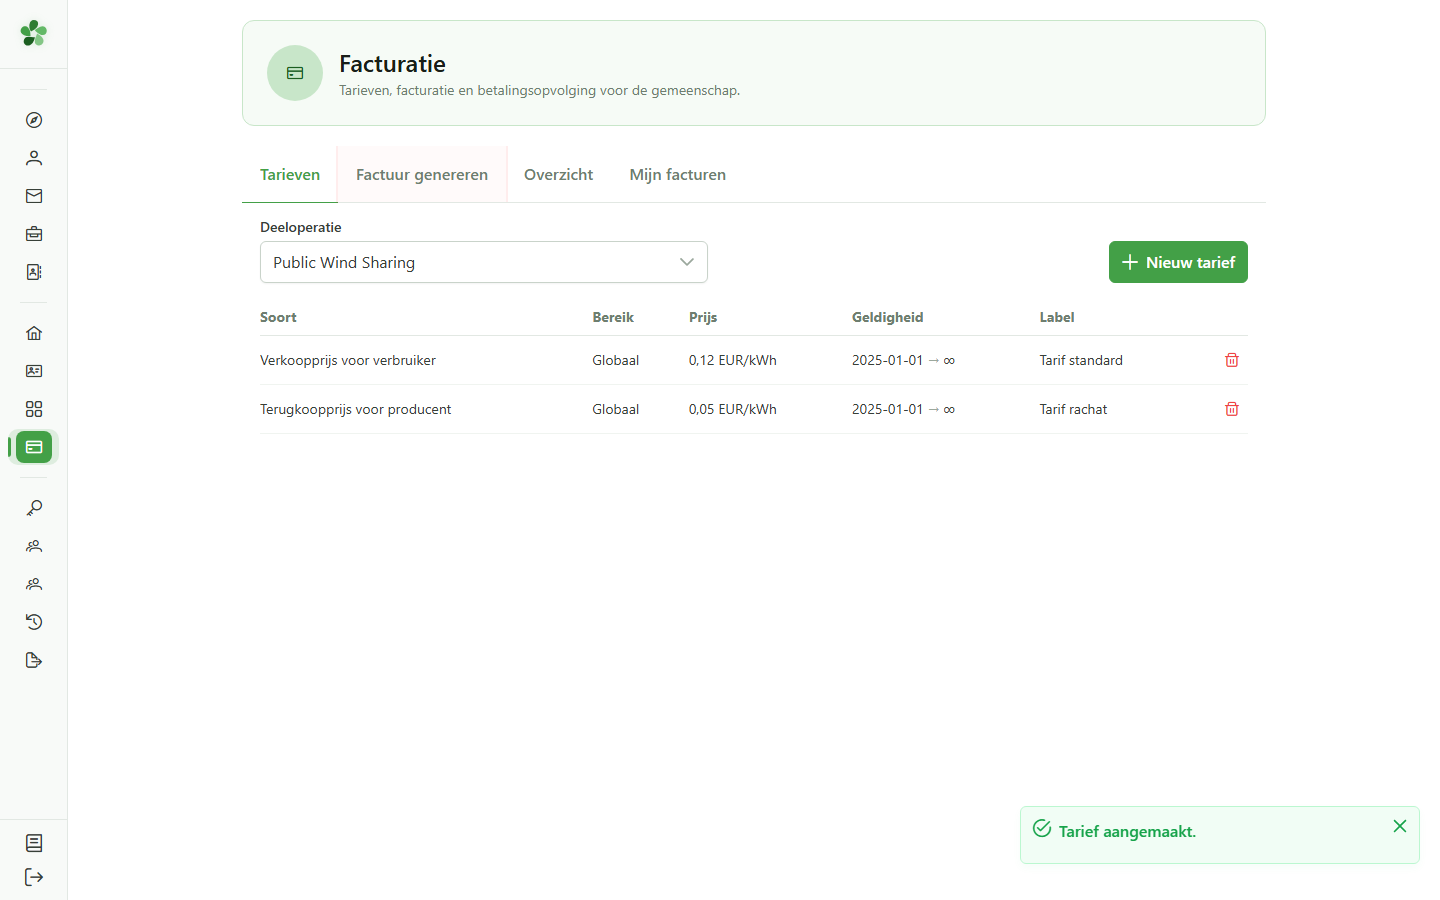 Facturatie
Tarieven, facturatie en betalingsopvolging voor de gemeenschap.
Tarieven
Factuur genereren
Overzicht
Mijn facturen
Deeloperatie
Public Wind Sharing
Nieuw tarief
Soort Bereik Prijs Geldigheid Label
Verkoopprijs voor verbruiker Globaal 0,12 EUR/kWh 2025-01-01 → ∞ Tarif standard
Terugkoopprijs voor producent Globaal 0,05 EUR/kWh 2025-01-01 → ∞ Tarif rachat
Tarief aangemaakt.